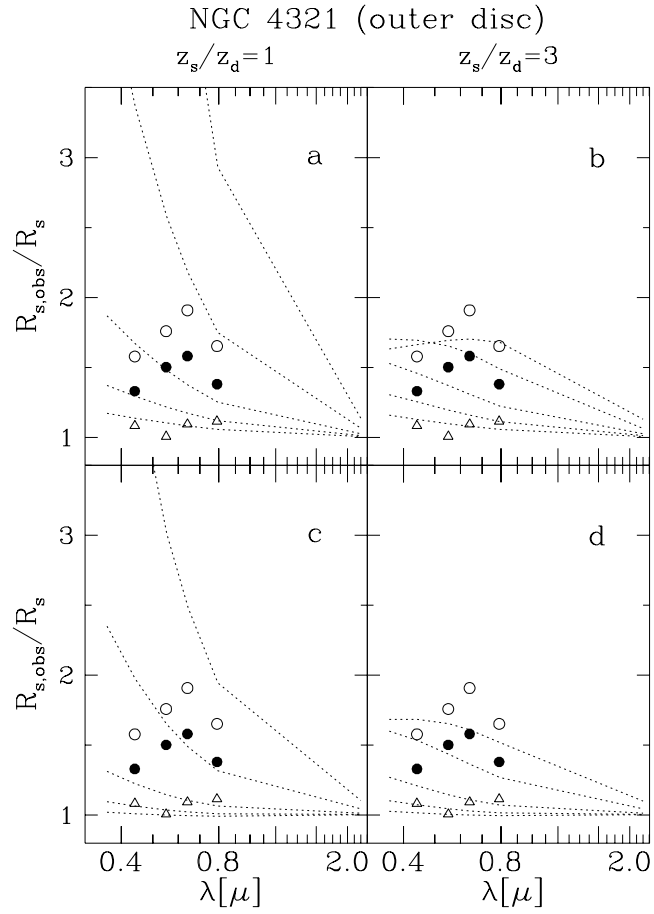 NGC 4321 (outer disc)
z_s/z_d=1 z_s/z_d=3
a b
3
2
1
R_s,obs/R_s
c d
3
2
1
R_s,obs/R_s
0.4 0.8 2.0 0.4 0.8 2.0
λ[μ] λ[μ]